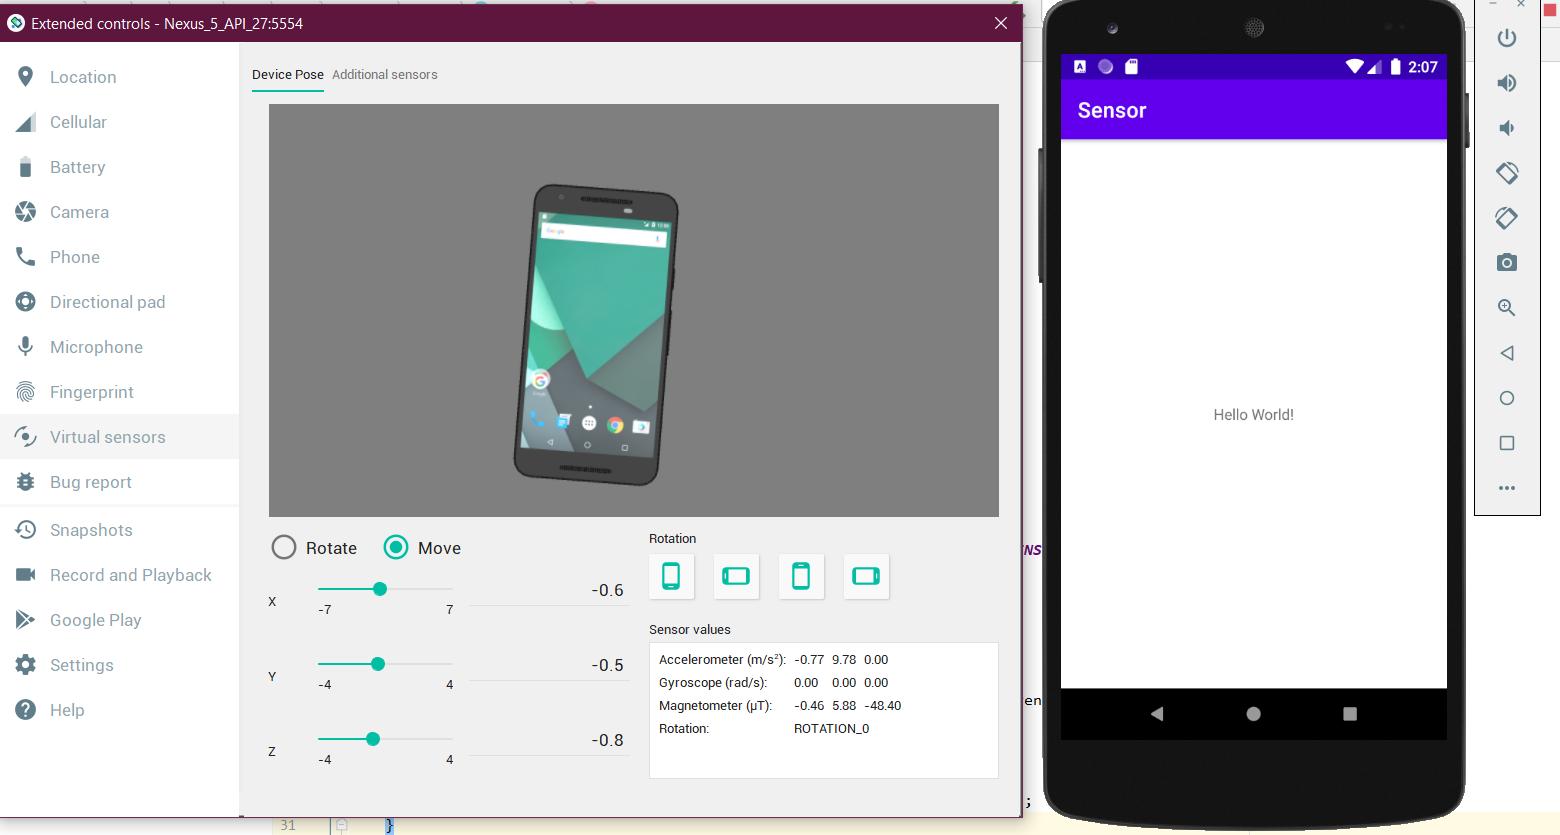 Extended controls - Nexus_5_API_27:5554
Location
Cellular
Battery
Camera
Phone
Directional pad
Microphone
Fingerprint
Virtual sensors
Bug report
Snapshots
Record and Playback
Google Play
Settings
Help
Device Pose Additional sensors
Google
Rotate Move
X -0.6
-7 7
Y -0.5
-4 4
Z -0.8
-4 4
Rotation
Sensor values
Accelerometer (m/s²): -0.77 9.78 0.00
Gyroscope (rad/s): 0.00 0.00 0.00
Magnetometer (μT): -0.46 5.88 -48.40
Rotation: ROTATION_0
2:07
Sensor
Hello World!
ENS
en
;
31 }